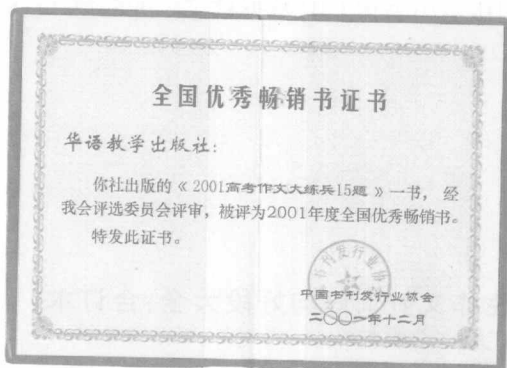 全国优秀畅销书证书
华语教学出版社：
你社出版的《2001高考作文大练兵15题》一书，经
我会评选委员会评审，被评为2001年度全国优秀畅销书。
特发此证书。
中国书刊发行业协会
二〇〇一年十二月